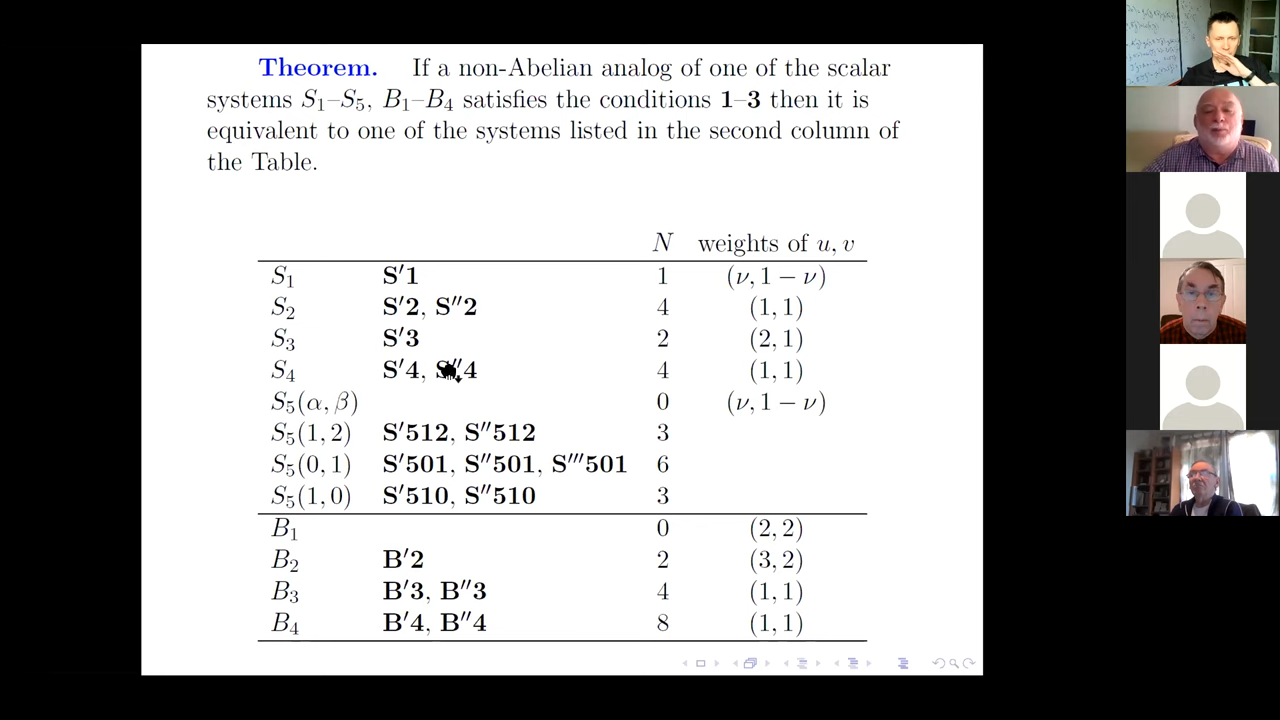 Theorem. If a non-Abelian analog of one of the scalar
systems S₁–S₅, B₁–B₄ satisfies the conditions 1–3 then it is
equivalent to one of the systems listed in the second column of
the Table.
N weights of u, v
S₁ S′1 1 (ν, 1 − ν)
S₂ S′2, S″2 4 (1, 1)
S₃ S′3 2 (2, 1)
S₄ S′4, S″4 4 (1, 1)
S₅(α, β) 0 (ν, 1 − ν)
S₅(1, 2) S′512, S″512 3
S₅(0, 1) S′501, S″501, S‴501 6
S₅(1, 0) S′510, S″510 3
B₁ 0 (2, 2)
B₂ B′2 2 (3, 2)
B₃ B′3, B″3 4 (1, 1)
B₄ B′4, B″4 8 (1, 1)